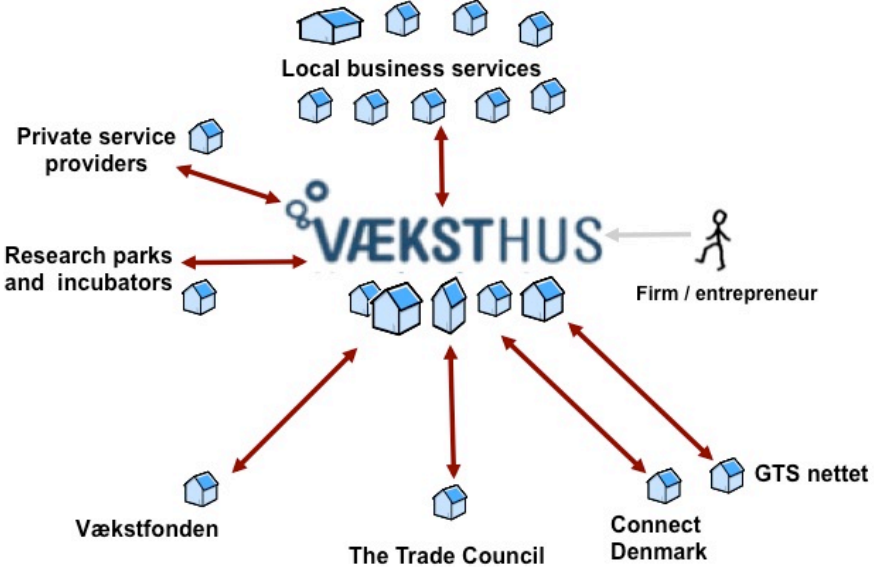 Local business services
Private service
providers
VÆKSTHUS
Research parks
and incubators
Firm / entrepreneur
GTS nettet
Vækstfonden
Connect
Denmark
The Trade Council